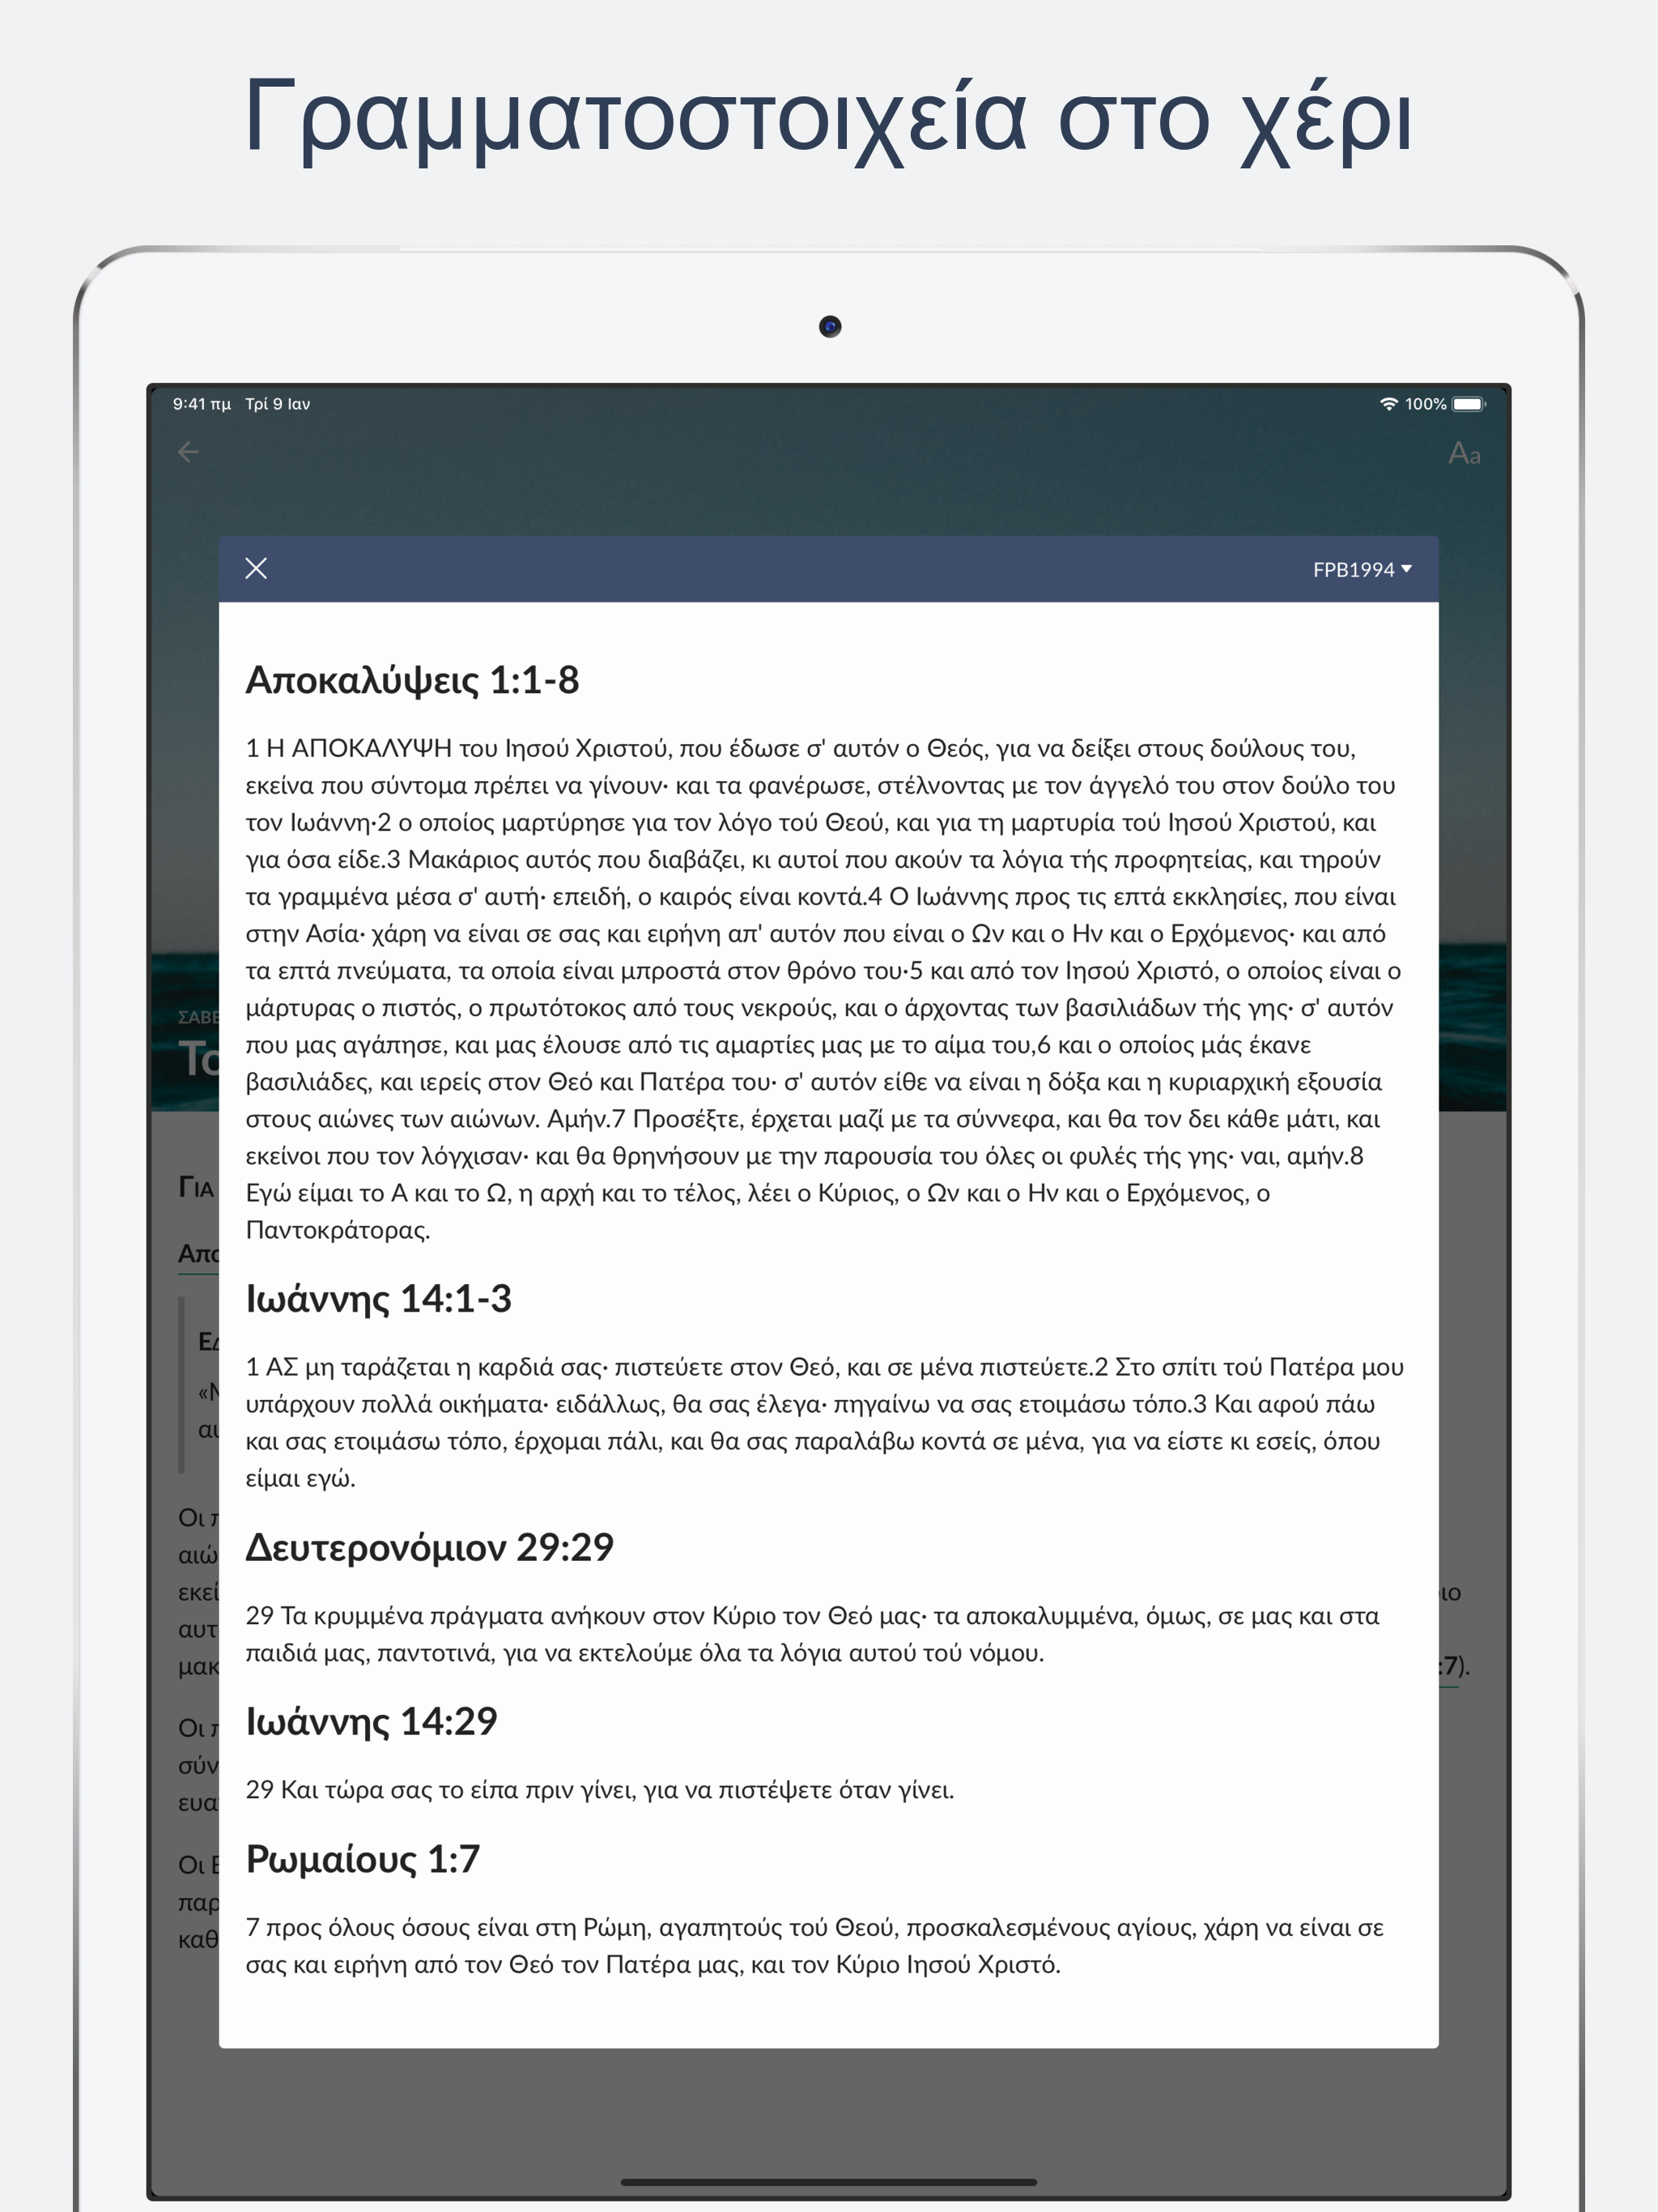 Γραμματοστοιχεία στο χέρι
9:41 πμ Τρί 9 Ιαν
100%
Aa
FPB1994
Αποκαλύψεις 1:1-8
1 Η ΑΠΟΚΑΛΥΨΗ του Ιησού Χριστού, που έδωσε σ' αυτόν ο Θεός, για να δείξει στους δούλους του,
εκείνα που σύντομα πρέπει να γίνουν· και τα φανέρωσε, στέλνοντας με τον άγγελό του στον δούλο του
τον Ιωάννη·2 ο οποίος μαρτύρησε για τον λόγο τού Θεού, και για τη μαρτυρία τού Ιησού Χριστού, και
για όσα είδε.3 Μακάριος αυτός που διαβάζει, κι αυτοί που ακούν τα λόγια τής προφητείας, και τηρούν
τα γραμμένα μέσα σ' αυτή· επειδή, ο καιρός είναι κοντά.4 Ο Ιωάννης προς τις επτά εκκλησίες, που είναι
στην Ασία· χάρη να είναι σε σας και ειρήνη απ' αυτόν που είναι ο Ων και ο Ην και ο Ερχόμενος· και από
τα επτά πνεύματα, τα οποία είναι μπροστά στον θρόνο του·5 και από τον Ιησού Χριστό, ο οποίος είναι ο
μάρτυρας ο πιστός, ο πρωτότοκος από τους νεκρούς, και ο άρχοντας των βασιλιάδων τής γης· σ' αυτόν
που μας αγάπησε, και μας έλουσε από τις αμαρτίες μας με το αίμα του,6 και ο οποίος μάς έκανε
βασιλιάδες, και ιερείς στον Θεό και Πατέρα του· σ' αυτόν είθε να είναι η δόξα και η κυριαρχική εξουσία
στους αιώνες των αιώνων. Αμήν.7 Προσέξτε, έρχεται μαζί με τα σύννεφα, και θα τον δει κάθε μάτι, και
εκείνοι που τον λόγχισαν· και θα θρηνήσουν με την παρουσία του όλες οι φυλές τής γης· ναι, αμήν.8
Εγώ είμαι το Α και το Ω, η αρχή και το τέλος, λέει ο Κύριος, ο Ων και ο Ην και ο Ερχόμενος, ο
Παντοκράτορας.
Ιωάννης 14:1-3
1 ΑΣ μη ταράζεται η καρδιά σας· πιστεύετε στον Θεό, και σε μένα πιστεύετε.2 Στο σπίτι τού Πατέρα μου
υπάρχουν πολλά οικήματα· ειδάλλως, θα σας έλεγα· πηγαίνω να σας ετοιμάσω τόπο.3 Και αφού πάω
και σας ετοιμάσω τόπο, έρχομαι πάλι, και θα σας παραλάβω κοντά σε μένα, για να είστε κι εσείς, όπου
είμαι εγώ.
Δευτερονόμιον 29:29
29 Τα κρυμμένα πράγματα ανήκουν στον Κύριο τον Θεό μας· τα αποκαλυμμένα, όμως, σε μας και στα
παιδιά μας, παντοτινά, για να εκτελούμε όλα τα λόγια αυτού τού νόμου.
Ιωάννης 14:29
29 Και τώρα σας το είπα πριν γίνει, για να πιστέψετε όταν γίνει.
Ρωμαίους 1:7
7 προς όλους όσους είναι στη Ρώμη, αγαπητούς τού Θεού, προσκαλεσμένους αγίους, χάρη να είναι σε
σας και ειρήνη από τον Θεό τον Πατέρα μας, και τον Κύριο Ιησού Χριστό.